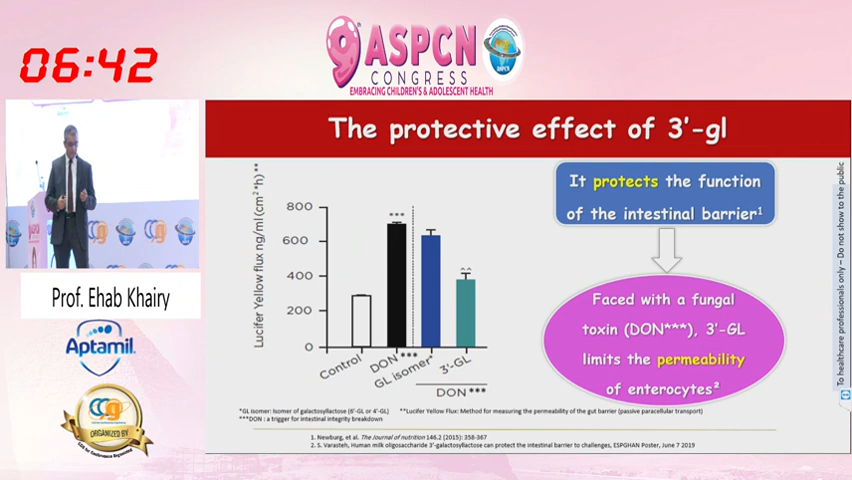 06:42
9 ASPCN
CONGRESS
EMBRACING CHILDREN'S & ADOLESCENT HEALTH
ASPCN
The protective effect of 3'-gl
It protects the function
of the intestinal barrier¹
Faced with a fungal
toxin (DON***), 3'-GL
limits the permeability
of enterocytes²
Lucifer Yellow flux ng/ml(cm²*h)**
800
600
400
200
0
***
^^
Control
DON***
GL isomer*
3'-GL
DON***
*GL isomer: Isomer of galactosyllactose (6'-GL or 4'-GL)
**Lucifer Yellow Flux: Method for measuring the permeability of the gut barrier (passive paracellular transport)
***DON : a trigger for intestinal integrity breakdown
1. Newburg, et al. The Journal of nutrition 146.2 (2015): 358-367
2. S. Varasteh, Human milk oligosaccharide 3'-galactosyllactose can protect the intestinal barrier to challenges, ESPGHAN Poster, June 7 2019
To healthcare professionals only – Do not show to the public
Prof. Ehab Khairy
Aptamil
ccg
ORGANIZED BY